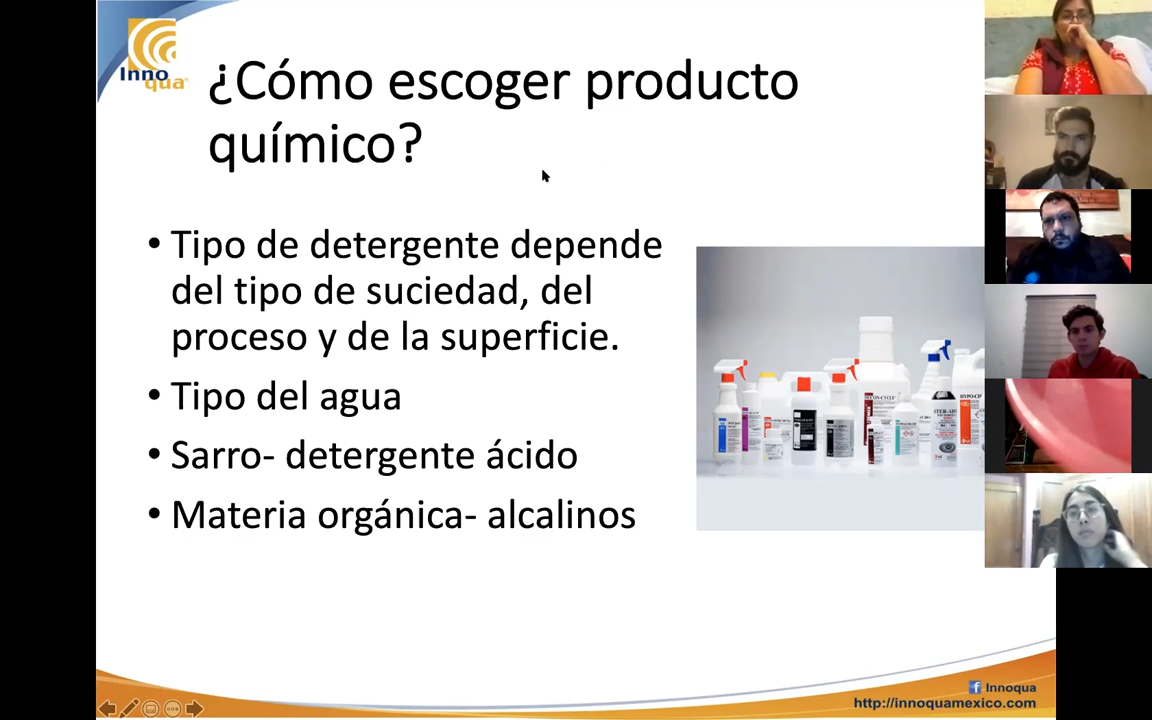 Inno
qua
¿Cómo escoger producto
químico?
• Tipo de detergente depende
del tipo de suciedad, del
proceso y de la superficie.
• Tipo del agua
• Sarro- detergente ácido
• Materia orgánica- alcalinos
Innoqua
http://innoquamexico.com